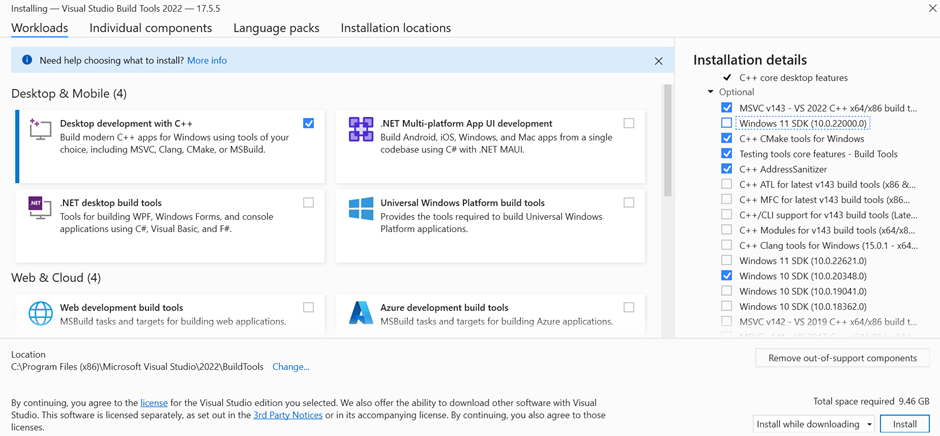 Installing — Visual Studio Build Tools 2022 — 17.5.5
Workloads Individual components Language packs Installation locations
Need help choosing what to install? More info
Desktop & Mobile (4)
Desktop development with C++
Build modern C++ apps for Windows using tools of your
choice, including MSVC, Clang, CMake, or MSBuild.
.NET Multi-platform App UI development
Build Android, iOS, Windows, and Mac apps from a single
codebase using C# with .NET MAUI.
.NET
.NET desktop build tools
Tools for building WPF, Windows Forms, and console
applications using C#, Visual Basic, and F#.
Universal Windows Platform build tools
Provides the tools required to build Universal Windows
Platform applications.
Web & Cloud (4)
Web development build tools
MSBuild tasks and targets for building web applications.
Azure development build tools
MSBuild tasks and targets for building Azure applications.
Installation details
C++ core desktop features
Optional
MSVC v143 - VS 2022 C++ x64/x86 build t...
Windows 11 SDK (10.0.22000.0)
C++ CMake tools for Windows
Testing tools core features - Build Tools
C++ AddressSanitizer
C++ ATL for latest v143 build tools (x86 &...
C++ MFC for latest v143 build tools (x86...
C++/CLI support for v143 build tools (Late...
C++ Modules for v143 build tools (x64/x8...
C++ Clang tools for Windows (15.0.1 - x64...
Windows 11 SDK (10.0.22621.0)
Windows 10 SDK (10.0.20348.0)
Windows 10 SDK (10.0.19041.0)
Windows 10 SDK (10.0.18362.0)
MSVC v142 - VS 2019 C++ x64/x86 build t...
Location
C:\Program Files (x86)\Microsoft Visual Studio\2022\BuildTools Change...
Remove out-of-support components
By continuing, you agree to the license for the Visual Studio edition you selected. We also offer the ability to download other software with Visual
Studio. This software is licensed separately, as set out in the 3rd Party Notices or in its accompanying license. By continuing, you also agree to those
licenses.
Total space required 9.46 GB
Install while downloading Install